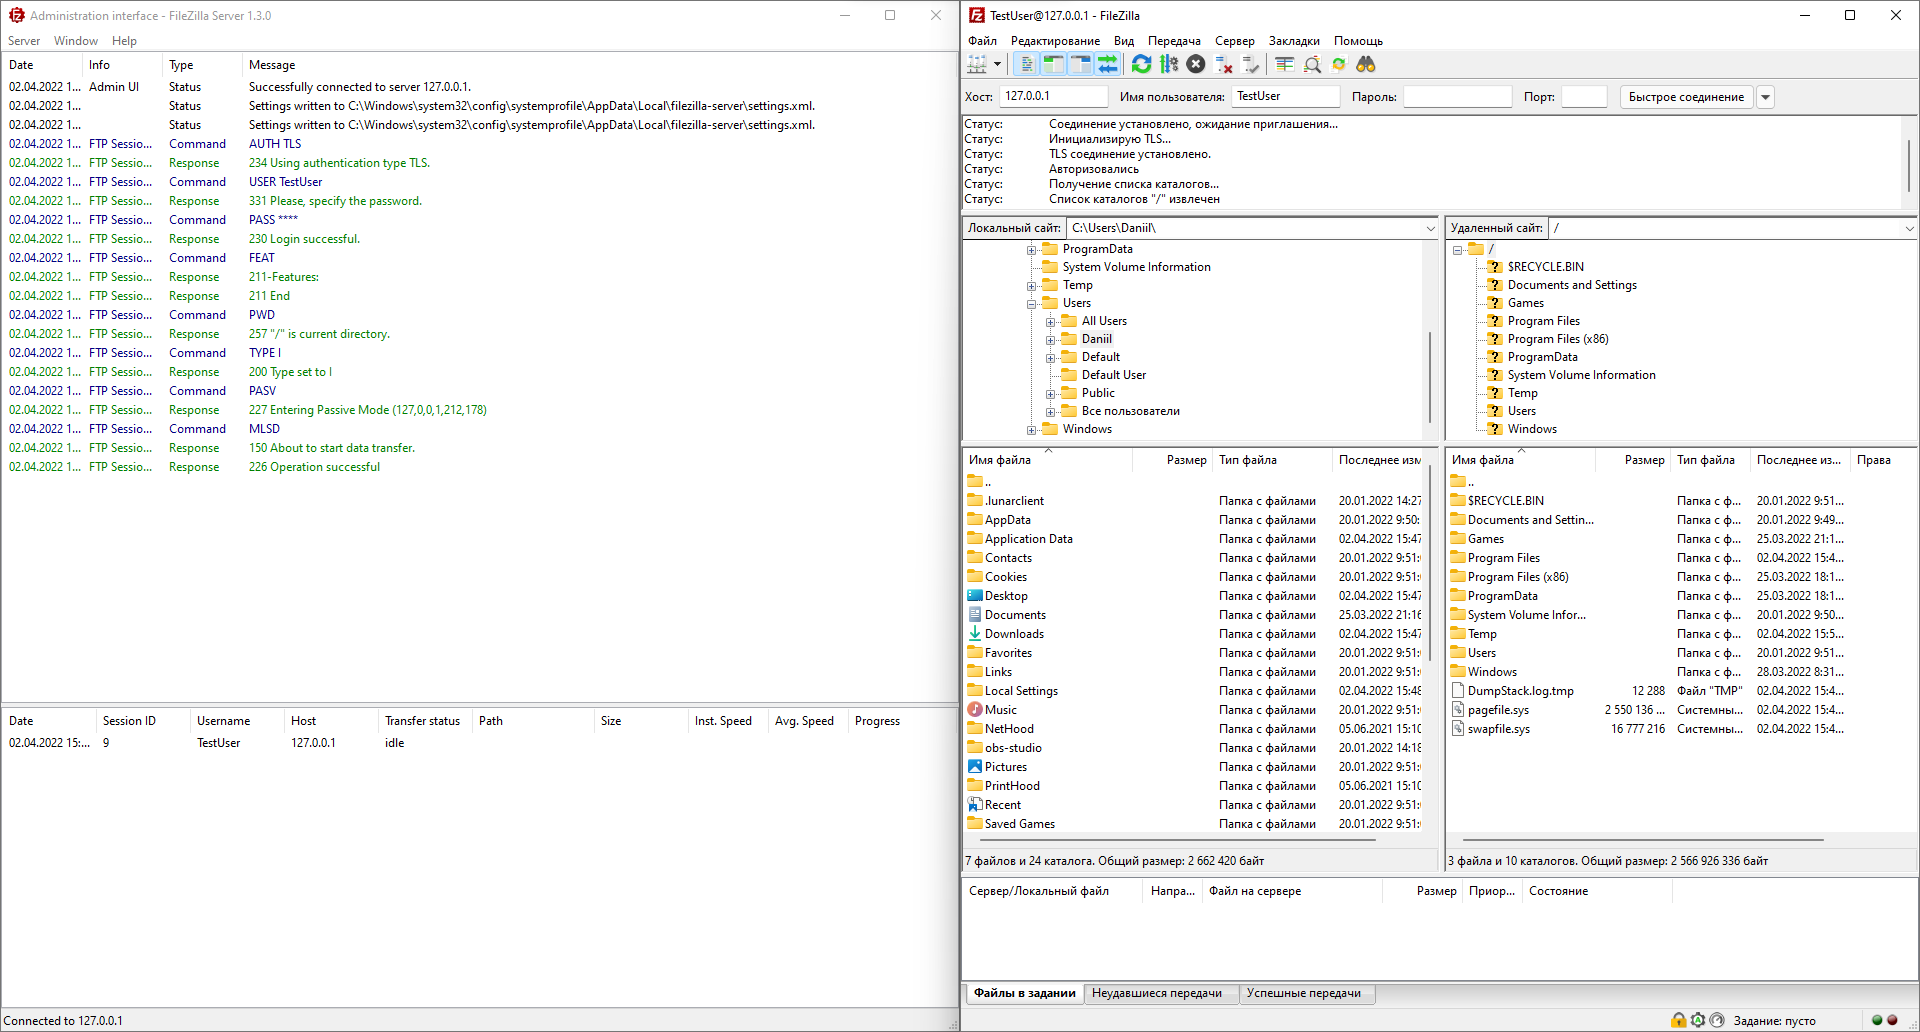 Administration interface - FileZilla Server 1.3.0
Server Window Help
Date Info Type Message
02.04.2022 1... Admin UI Status Successfully connected to server 127.0.0.1.
02.04.2022 1... Status Settings written to C:\Windows\system32\config\systemprofile\AppData\Local\filezilla-server\settings.xml.
02.04.2022 1... Status Settings written to C:\Windows\system32\config\systemprofile\AppData\Local\filezilla-server\settings.xml.
02.04.2022 1... FTP Sessio... Command AUTH TLS
02.04.2022 1... FTP Sessio... Response 234 Using authentication type TLS.
02.04.2022 1... FTP Sessio... Command USER TestUser
02.04.2022 1... FTP Sessio... Response 331 Please, specify the password.
02.04.2022 1... FTP Sessio... Command PASS ****
02.04.2022 1... FTP Sessio... Response 230 Login successful.
02.04.2022 1... FTP Sessio... Command FEAT
02.04.2022 1... FTP Sessio... Response 211-Features:
02.04.2022 1... FTP Sessio... Response 211 End
02.04.2022 1... FTP Sessio... Command PWD
02.04.2022 1... FTP Sessio... Response 257 "/" is current directory.
02.04.2022 1... FTP Sessio... Command TYPE I
02.04.2022 1... FTP Sessio... Response 200 Type set to I
02.04.2022 1... FTP Sessio... Command PASV
02.04.2022 1... FTP Sessio... Response 227 Entering Passive Mode (127,0,0,1,212,178)
02.04.2022 1... FTP Sessio... Command MLSD
02.04.2022 1... FTP Sessio... Response 150 About to start data transfer.
02.04.2022 1... FTP Sessio... Response 226 Operation successful
Date Session ID Username Host Transfer status Path Size Inst. Speed Avg. Speed Progress
02.04.2022 15:... 9 TestUser 127.0.0.1 idle
Connected to 127.0.0.1
TestUser@127.0.0.1 - FileZilla
Файл Редактирование Вид Передача Сервер Закладки Помощь
Хост: 127.0.0.1 Имя пользователя: TestUser Пароль: Порт: Быстрое соединение
Статус: Соединение установлено, ожидание приглашения...
Статус: Инициализирую TLS...
Статус: TLS соединение установлено.
Статус: Авторизовались
Статус: Получение списка каталогов...
Статус: Список каталогов "/" извлечен
Локальный сайт: C:\Users\Daniil\
ProgramData
System Volume Information
Temp
Users
All Users
Daniil
Default
Default User
Public
Все пользователи
Windows
Удаленный сайт: /
/
$RECYCLE.BIN
Documents and Settings
Games
Program Files
Program Files (x86)
ProgramData
System Volume Information
Temp
Users
Windows
Имя файла Размер Тип файла Последнее изм
..
.lunarclient Папка с файлами 20.01.2022 14:27
AppData Папка с файлами 20.01.2022 9:50:
Application Data Папка с файлами 02.04.2022 15:47
Contacts Папка с файлами 20.01.2022 9:51:
Cookies Папка с файлами 20.01.2022 9:51:
Desktop Папка с файлами 02.04.2022 15:47
Documents Папка с файлами 25.03.2022 21:16
Downloads Папка с файлами 02.04.2022 15:47
Favorites Папка с файлами 20.01.2022 9:51:
Links Папка с файлами 20.01.2022 9:51:
Local Settings Папка с файлами 02.04.2022 15:48
Music Папка с файлами 20.01.2022 9:51:
NetHood Папка с файлами 05.06.2021 15:10
obs-studio Папка с файлами 20.01.2022 14:18
Pictures Папка с файлами 20.01.2022 9:51:
PrintHood Папка с файлами 05.06.2021 15:10
Recent Папка с файлами 20.01.2022 9:51:
Saved Games Папка с файлами 20.01.2022 9:51:
7 файлов и 24 каталога. Общий размер: 2 662 420 байт
Имя файла Размер Тип файла Последнее из... Права
..
$RECYCLE.BIN Папка с ф... 20.01.2022 9:51...
Documents and Settin... Папка с ф... 20.01.2022 9:49...
Games Папка с ф... 25.03.2022 21:1...
Program Files Папка с ф... 02.04.2022 15:4...
Program Files (x86) Папка с ф... 25.03.2022 18:1...
ProgramData Папка с ф... 25.03.2022 18:1...
System Volume Infor... Папка с ф... 20.01.2022 9:50...
Temp Папка с ф... 02.04.2022 15:5...
Users Папка с ф... 20.01.2022 9:51...
Windows Папка с ф... 28.03.2022 8:31...
DumpStack.log.tmp 12 288 Файл "TMP" 02.04.2022 15:4...
pagefile.sys 2 550 136 ... Системны... 02.04.2022 15:4...
swapfile.sys 16 777 216 Системны... 02.04.2022 15:4...
3 файла и 10 каталогов. Общий размер: 2 566 926 336 байт
Сервер/Локальный файл Напра... Файл на сервере Размер Приор... Состояние
Файлы в задании Неудавшиеся передачи Успешные передачи
Задание: пусто